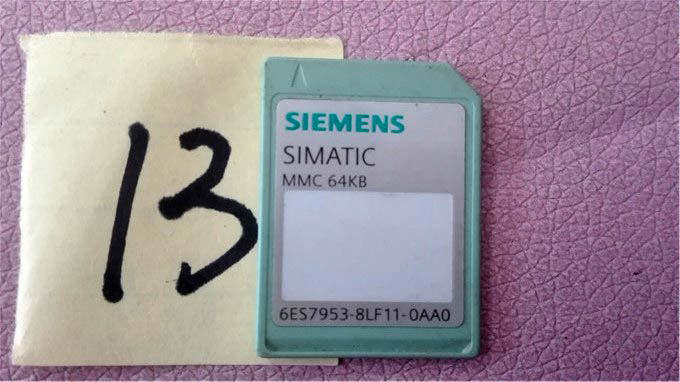 13
SIEMENS
SIMATIC
MMC 64KB
6ES7953-8LF11-0AA0